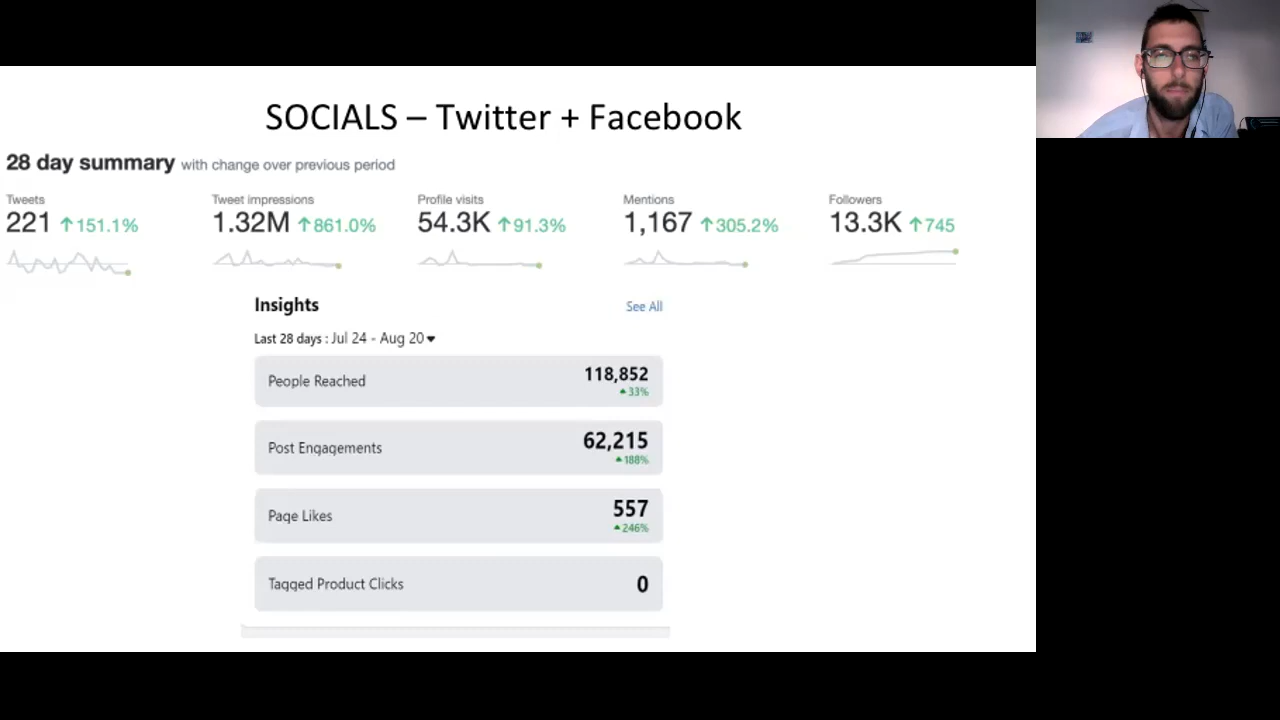 SOCIALS – Twitter + Facebook
28 day summary with change over previous period
Tweets
221 ↑151.1%
Tweet impressions
1.32M ↑861.0%
Profile visits
54.3K ↑91.3%
Mentions
1,167 ↑305.2%
Followers
13.3K ↑745
Insights
See All
Last 28 days : Jul 24 - Aug 20
People Reached
118,852
33%
Post Engagements
62,215
188%
Page Likes
557
246%
Tagged Product Clicks
0